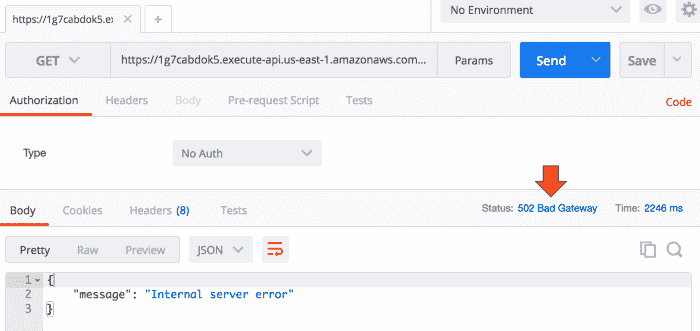 https://1g7cabdok5.ex
No Environment
GET https://1g7cabdok5.execute-api.us-east-1.amazonaws.com... Params Send Save
Authorization Headers Body Pre-request Script Tests Code
Type No Auth
Body Cookies Headers (8) Tests Status: 502 Bad Gateway Time: 2246 ms
Pretty Raw Preview JSON
1 {
2 "message": "Internal server error"
3 }